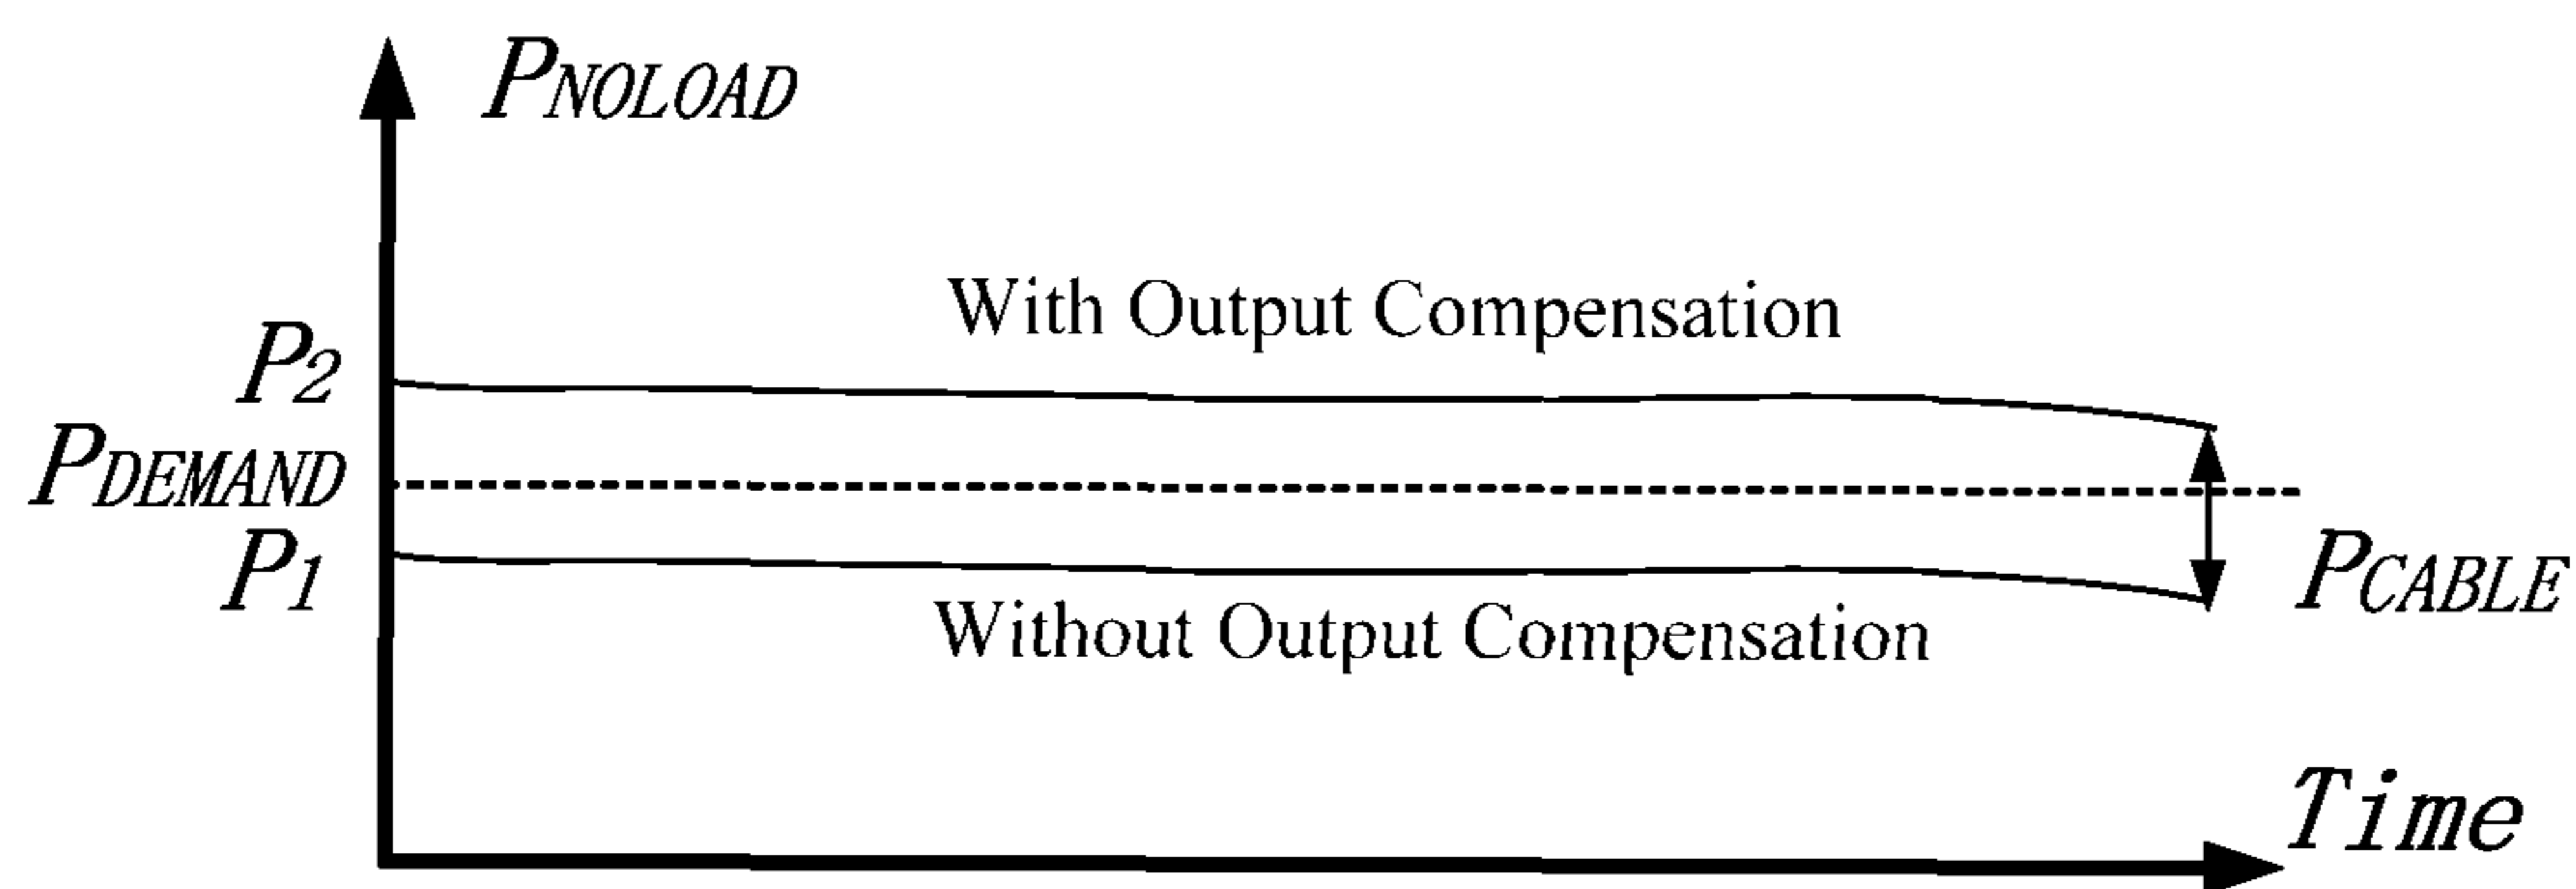 PNOLOAD
With Output Compensation
P2
PDEMAND
P1
PCABLE
Without Output Compensation
Time